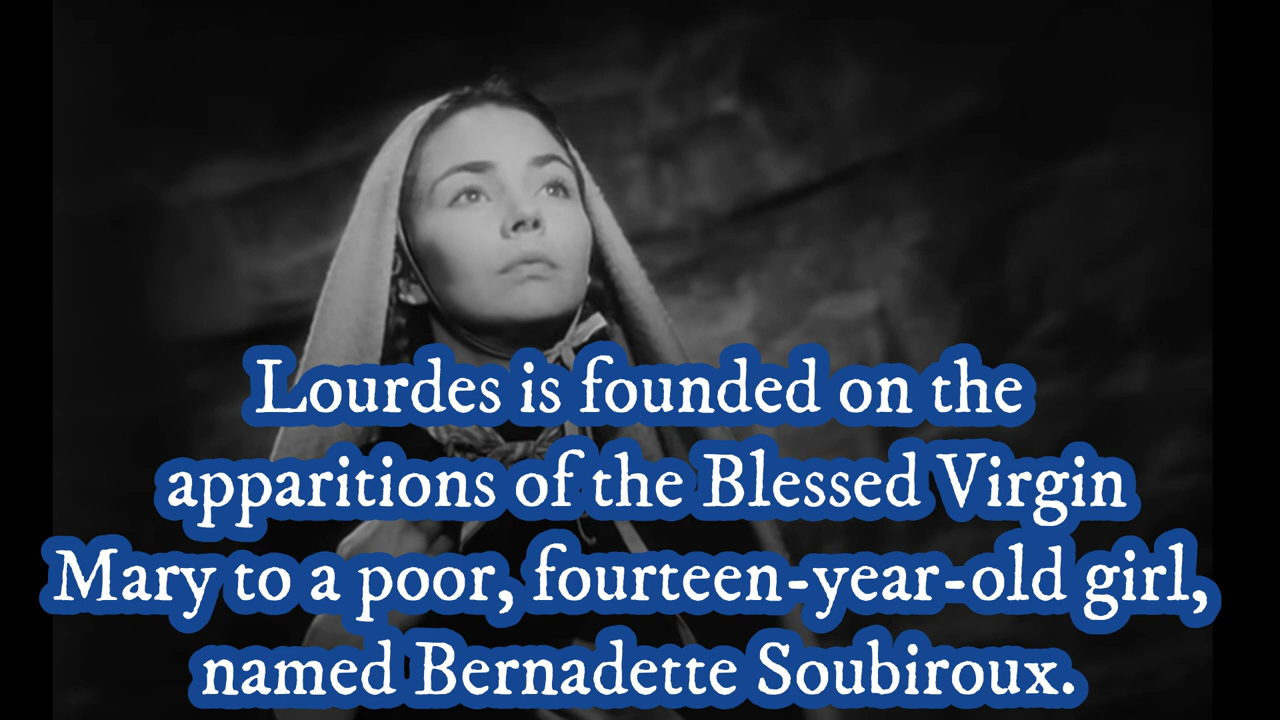 Lourdes is founded on the
apparitions of the Blessed Virgin
Mary to a poor, fourteen-year-old girl,
named Bernadette Soubiroux.